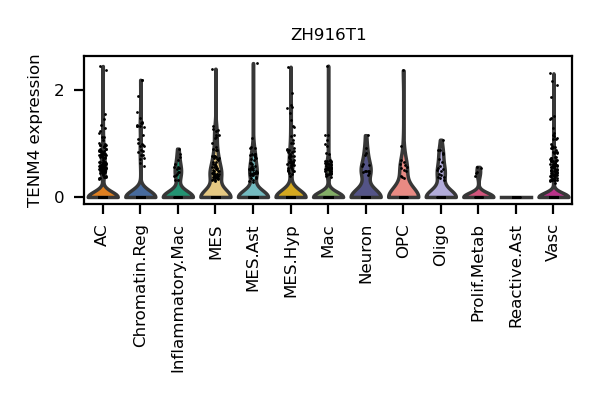 ZH916T1
TENM4 expression
2
0
AC
Chromatin.Reg
Inflammatory.Mac
MES
MES.Ast
MES.Hyp
Mac
Neuron
OPC
Oligo
Prolif.Metab
Reactive.Ast
Vasc